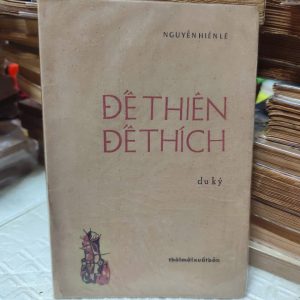 NGUYỄN HIẾN LÊ
ĐẾ THIÊN
ĐẾ THÍCH
du ký
thời mới xuất bản